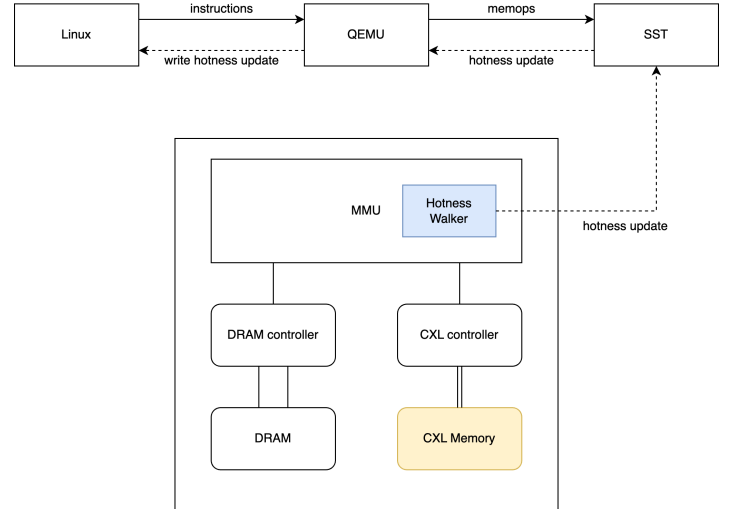 instructions
memops
Linux
QEMU
SST
write hotness update
hotness update
MMU
Hotness
Walker
hotness update
DRAM controller
CXL controller
DRAM
CXL Memory